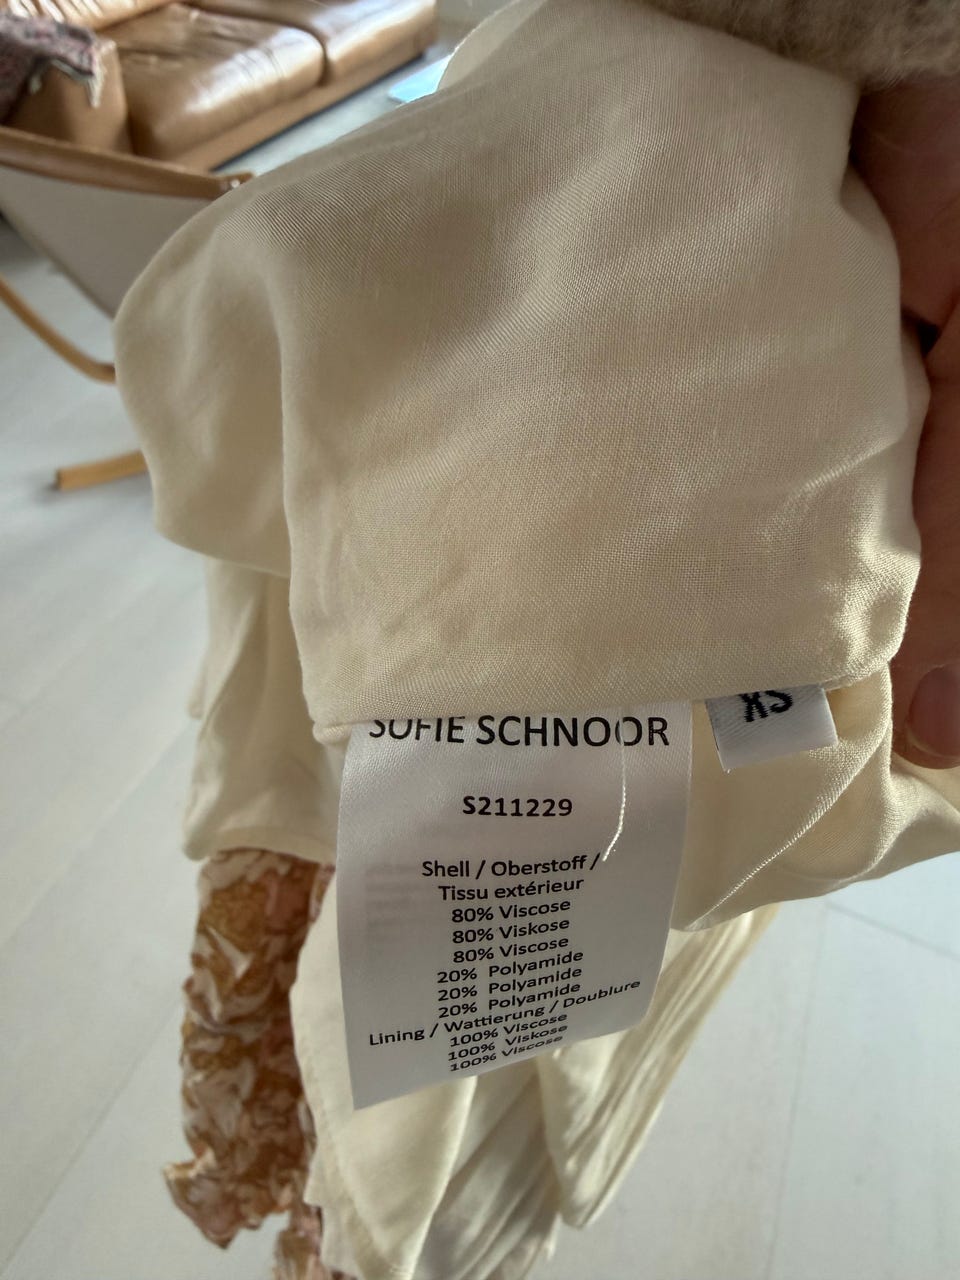 SOFIE SCHNOOR
XS
S211229
Shell / Oberstoff /
Tissu extérieur
80% Viscose
80% Viskose
80% Viscose
20% Polyamide
20% Polyamide
20% Polyamide
Lining / Wattierung / Doublure
100% Viscose
100% Viskose
100% Viscose